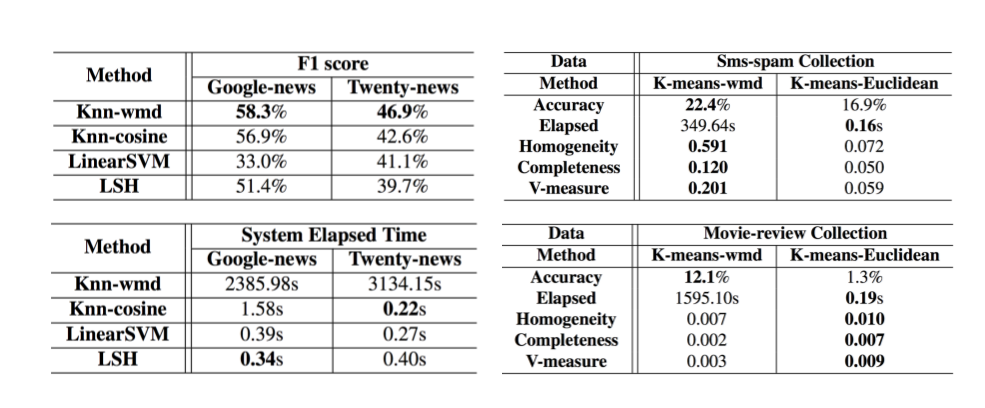 Method F1 score
Google-news Twenty-news
Knn-wmd 58.3% 46.9%
Knn-cosine 56.9% 42.6%
LinearSVM 33.0% 41.1%
LSH 51.4% 39.7%
Method System Elapsed Time
Google-news Twenty-news
Knn-wmd 2385.98s 3134.15s
Knn-cosine 1.58s 0.22s
LinearSVM 0.39s 0.27s
LSH 0.34s 0.40s
Data Sms-spam Collection
Method K-means-wmd K-means-Euclidean
Accuracy 22.4% 16.9%
Elapsed 349.64s 0.16s
Homogeneity 0.591 0.072
Completeness 0.120 0.050
V-measure 0.201 0.059
Data Movie-review Collection
Method K-means-wmd K-means-Euclidean
Accuracy 12.1% 1.3%
Elapsed 1595.10s 0.19s
Homogeneity 0.007 0.010
Completeness 0.002 0.007
V-measure 0.003 0.009